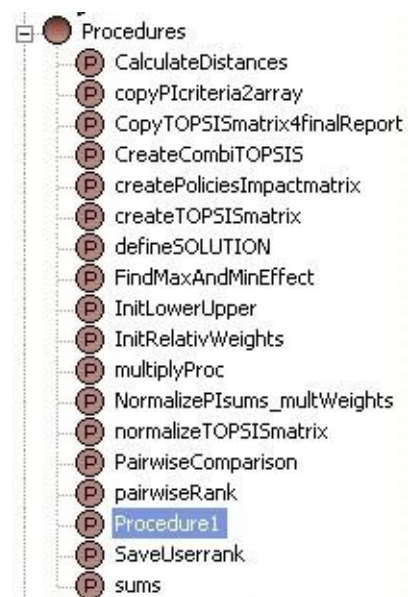 Procedures
P CalculateDistances
P copyPIcriteria2array
P CopyTOPSISmatrix4finalReport
P CreateCombiTOPSIS
P createPoliciesImpactmatrix
P createTOPSISmatrix
P defineSOLUTION
P FindMaxAndMinEffect
P InitLowerUpper
P InitRelativWeights
P multiplyProc
P NormalizePIsums_multWeights
P normalizeTOPSISmatrix
P PairwiseComparison
P pairwiseRank
P Procedure1
P SaveUserrank
P sums